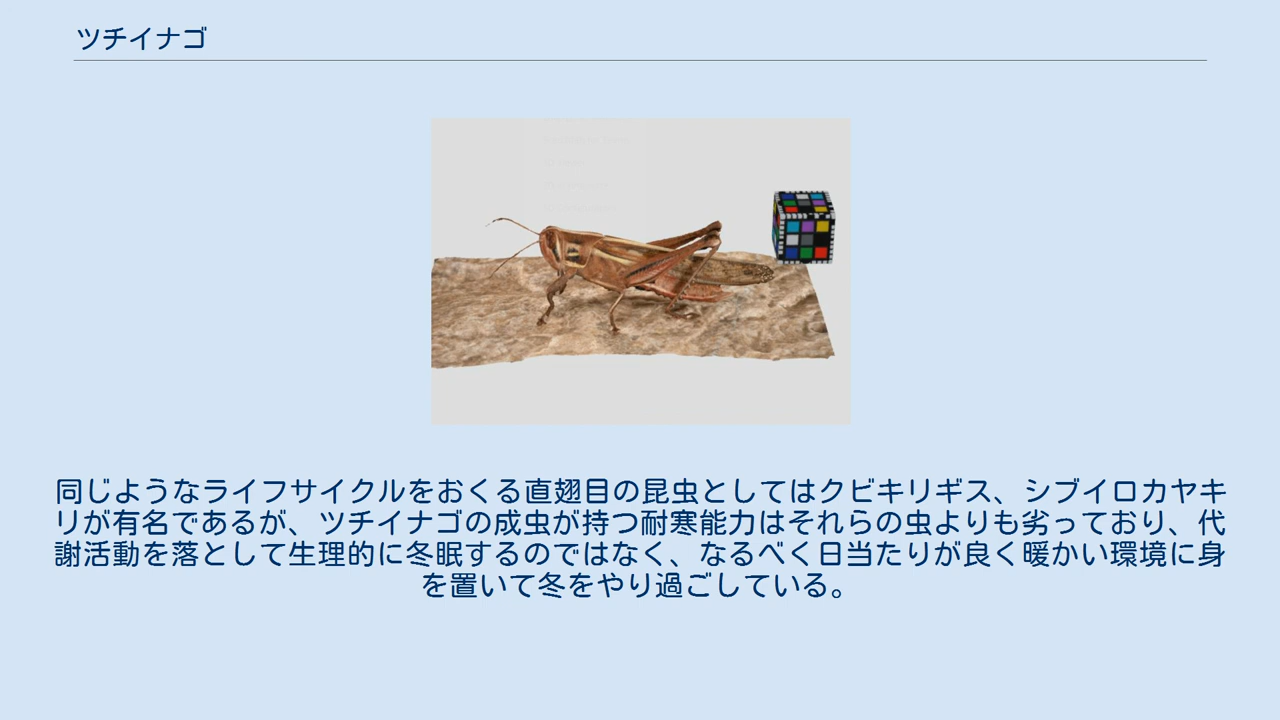 ツチイナゴ
同じようなライフサイクルをおくる直翅目の昆虫としてはクビキリギス、シブイロカヤキ
リが有名であるが、ツチイナゴの成虫が持つ耐寒能力はそれらの虫よりも劣っており、代
謝活動を落として生理的に冬眠するのではなく、なるべく日当たりが良く暖かい環境に身
を置いて冬をやり過ごしている。